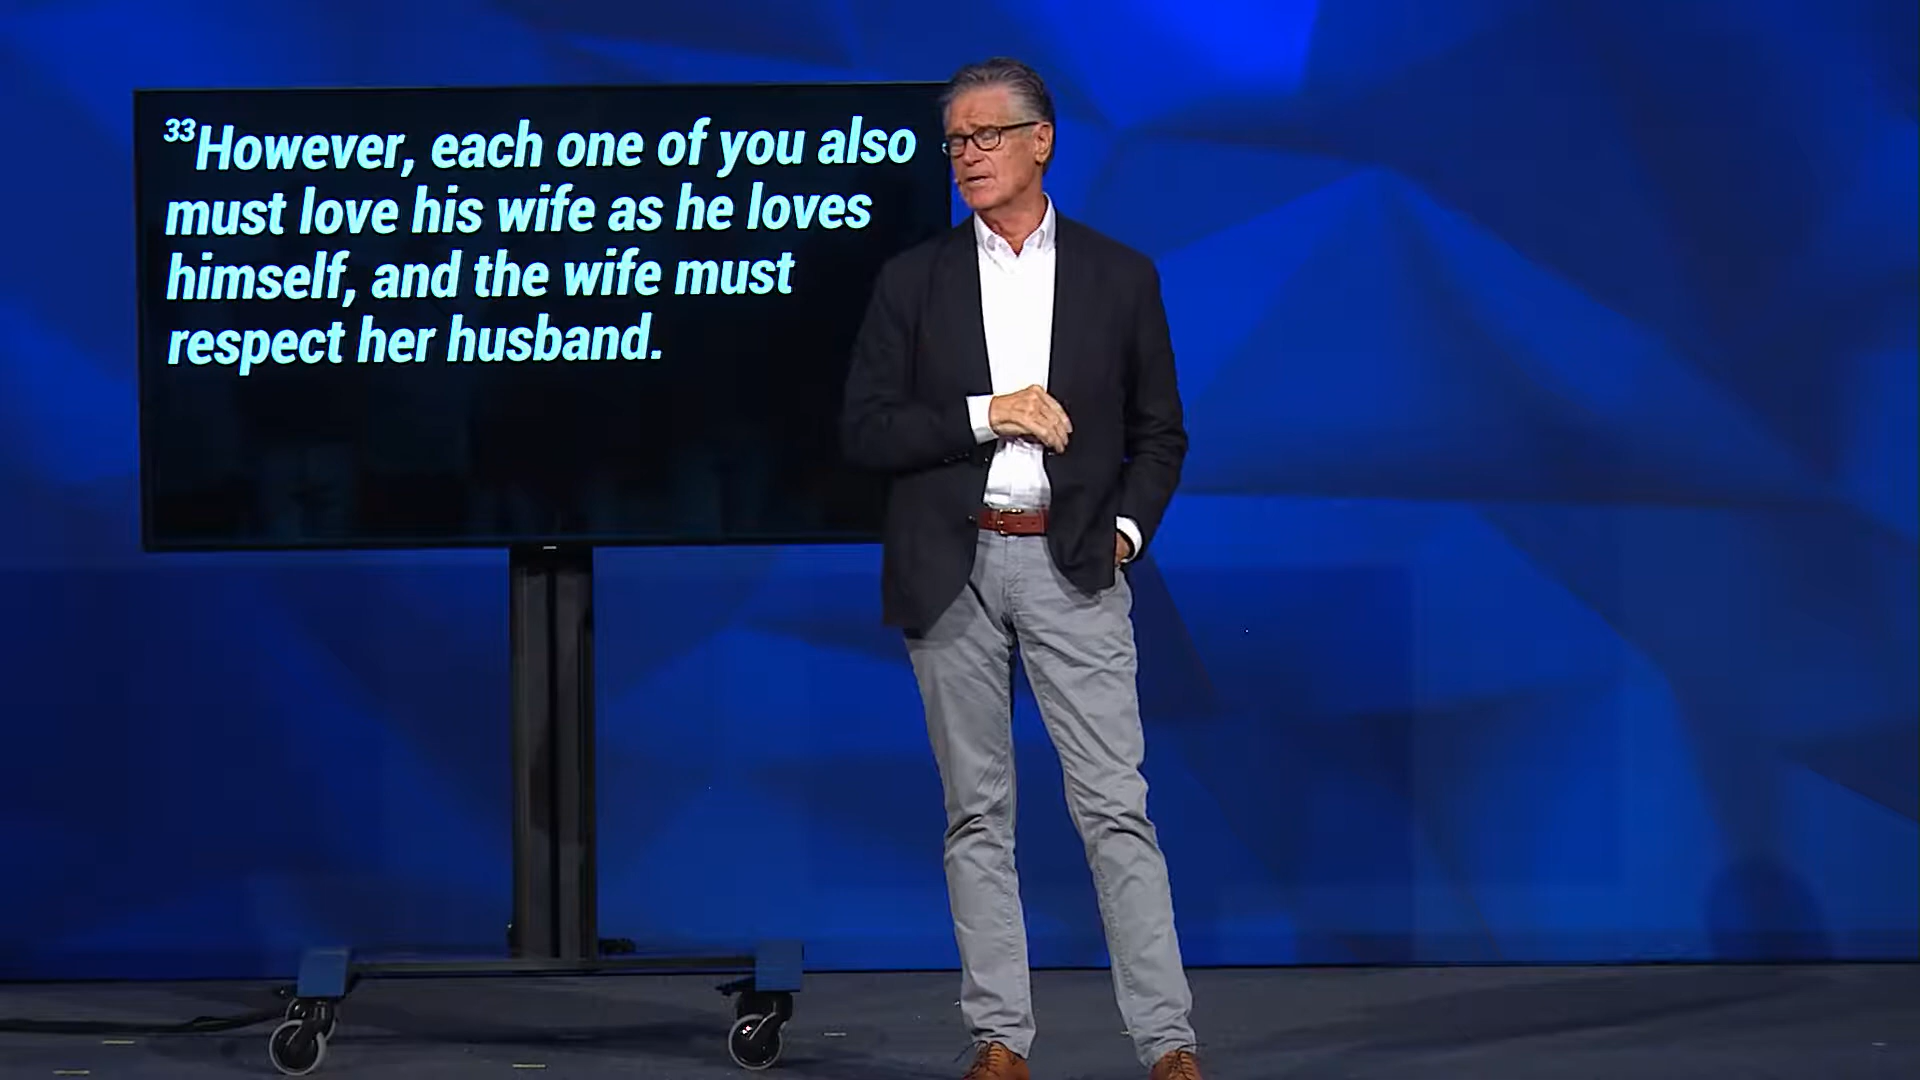 ³³However, each one of you also
must love his wife as he loves
himself, and the wife must
respect her husband.